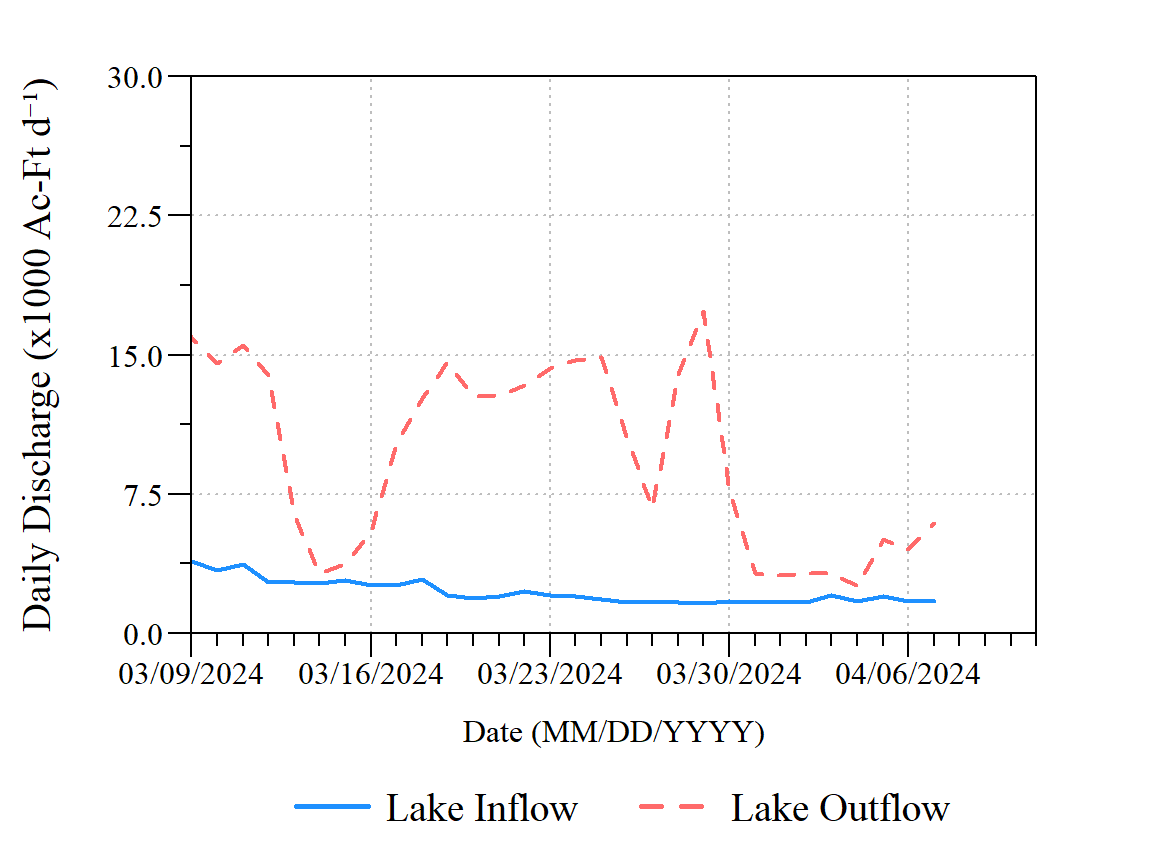 Daily Discharge (x1000 Ac-Ft d⁻¹)
30.0
22.5
15.0
7.5
0.0
03/09/2024 03/16/2024 03/23/2024 03/30/2024 04/06/2024
Date (MM/DD/YYYY)
Lake Inflow Lake Outflow